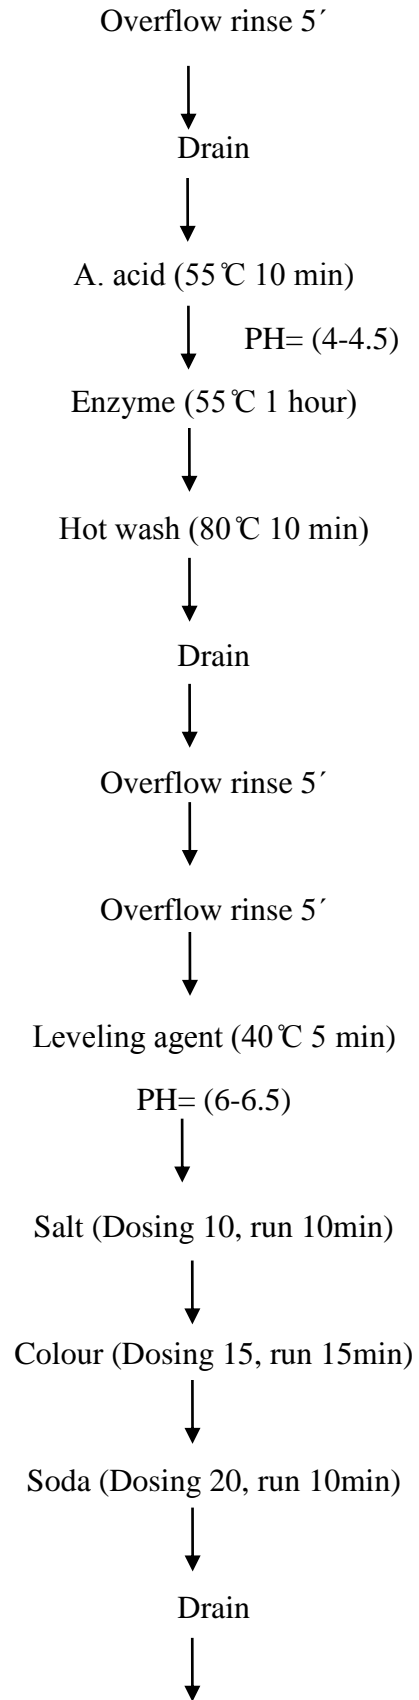 Overflow rinse 5´
Drain
A. acid (55℃ 10 min)
PH= (4-4.5)
Enzyme (55℃ 1 hour)
Hot wash (80℃ 10 min)
Drain
Overflow rinse 5´
Overflow rinse 5´
Leveling agent (40℃ 5 min)
PH= (6-6.5)
Salt (Dosing 10, run 10min)
Colour (Dosing 15, run 15min)
Soda (Dosing 20, run 10min)
Drain